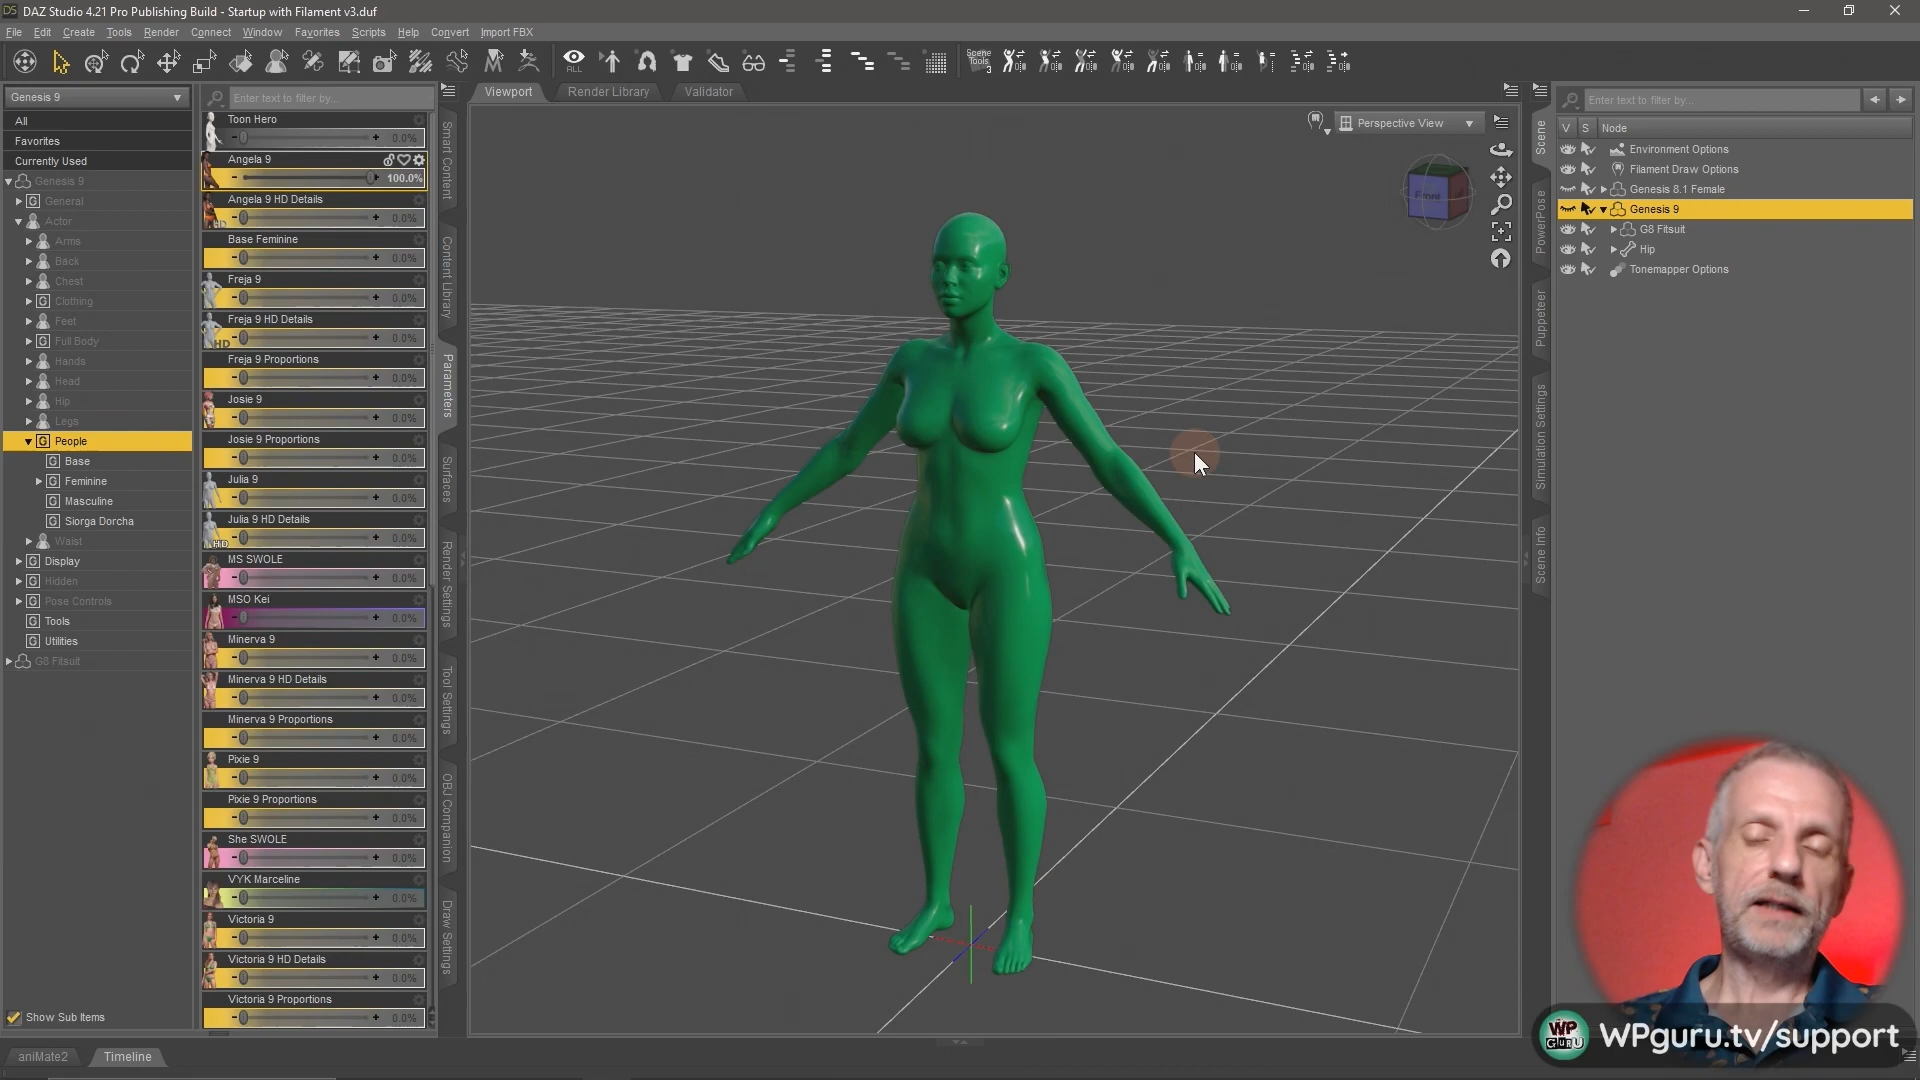 DS DAZ Studio 4.21 Pro Publishing Build - Startup with Filament v3.duf
File Edit Create Tools Render Connect Window Favorites Scripts Help Convert Import FBX
ALL
Scene Tools 3
Genesis 9
All
Favorites
Currently Used
Genesis 9
General
Actor
Arms
Back
Chest
Clothing
Feet
Full Body
Hands
Head
Hip
Legs
People
Base
Feminine
Masculine
Siorga Dorcha
Waist
Display
Hidden
Pose Controls
Tools
Utilities
G8 Fitsuit
Show Sub Items
Enter text to filter by...
Toon Hero
0.0%
Angela 9
100.0%
Angela 9 HD Details
0.0%
Base Feminine
0.0%
Freja 9
0.0%
Freja 9 HD Details
HD
0.0%
Freja 9 Proportions
0.0%
Josie 9
0.0%
Josie 9 Proportions
0.0%
Julia 9
0.0%
Julia 9 HD Details
HD
0.0%
MS SWOLE
0.0%
MSO Kei
0.0%
Minerva 9
0.0%
Minerva 9 HD Details
0.0%
Minerva 9 Proportions
0.0%
Pixie 9
0.0%
Pixie 9 Proportions
0.0%
She SWOLE
0.0%
VYK Marceline
0.0%
Victoria 9
0.0%
Victoria 9 HD Details
0.0%
Victoria 9 Proportions
0.0%
Smart Content
Content Library
Parameters
Surfaces
Render Settings
Tool Settings
OBJ Companion
Draw Settings
Viewport Render Library Validator
Perspective View
Front
Scene
PowerPose
Puppeteer
Simulation Settings
Scene Info
Enter text to filter by...
V S Node
Environment Options
Filament Draw Options
Genesis 8.1 Female
Genesis 9
G8 Fitsuit
Hip
Tonemapper Options
aniMate2 Timeline
WP GURU
WPguru.tv/support